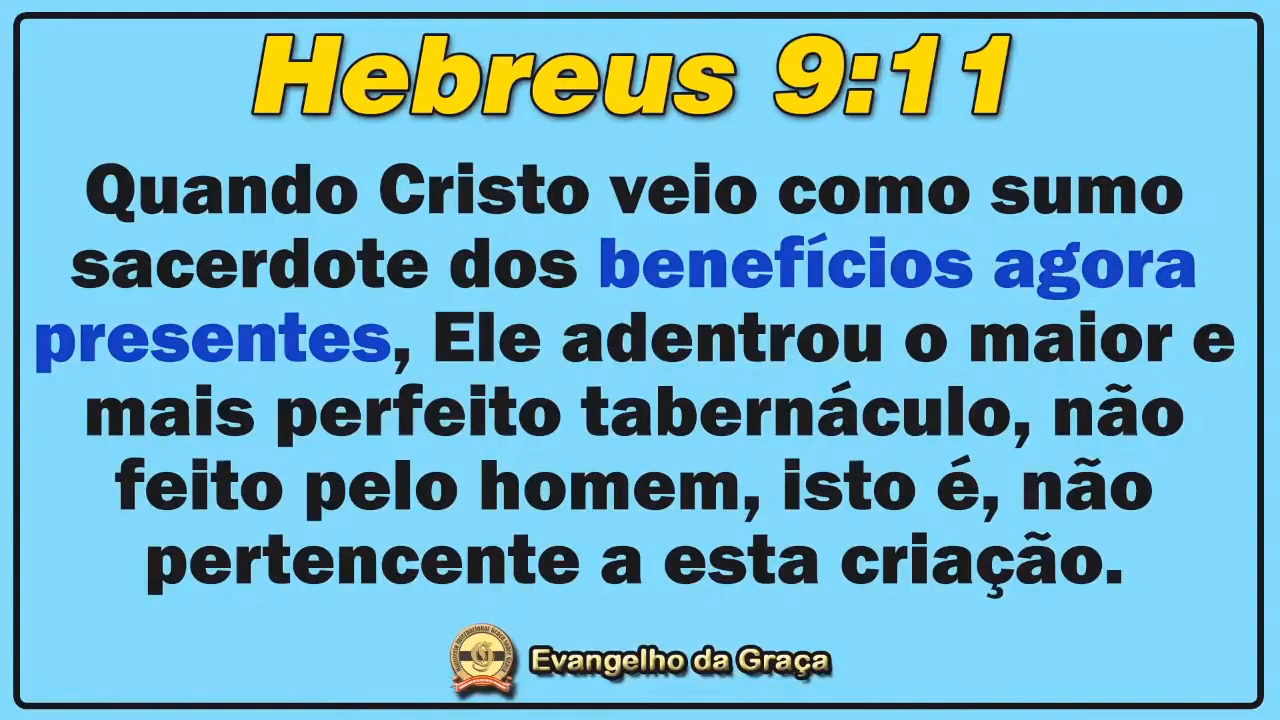 Hebreus 9:11
Quando Cristo veio como sumo
sacerdote dos benefícios agora
presentes, Ele adentrou o maior e
mais perfeito tabernáculo, não
feito pelo homem, isto é, não
pertencente a esta criação.
Evangelho da Graça